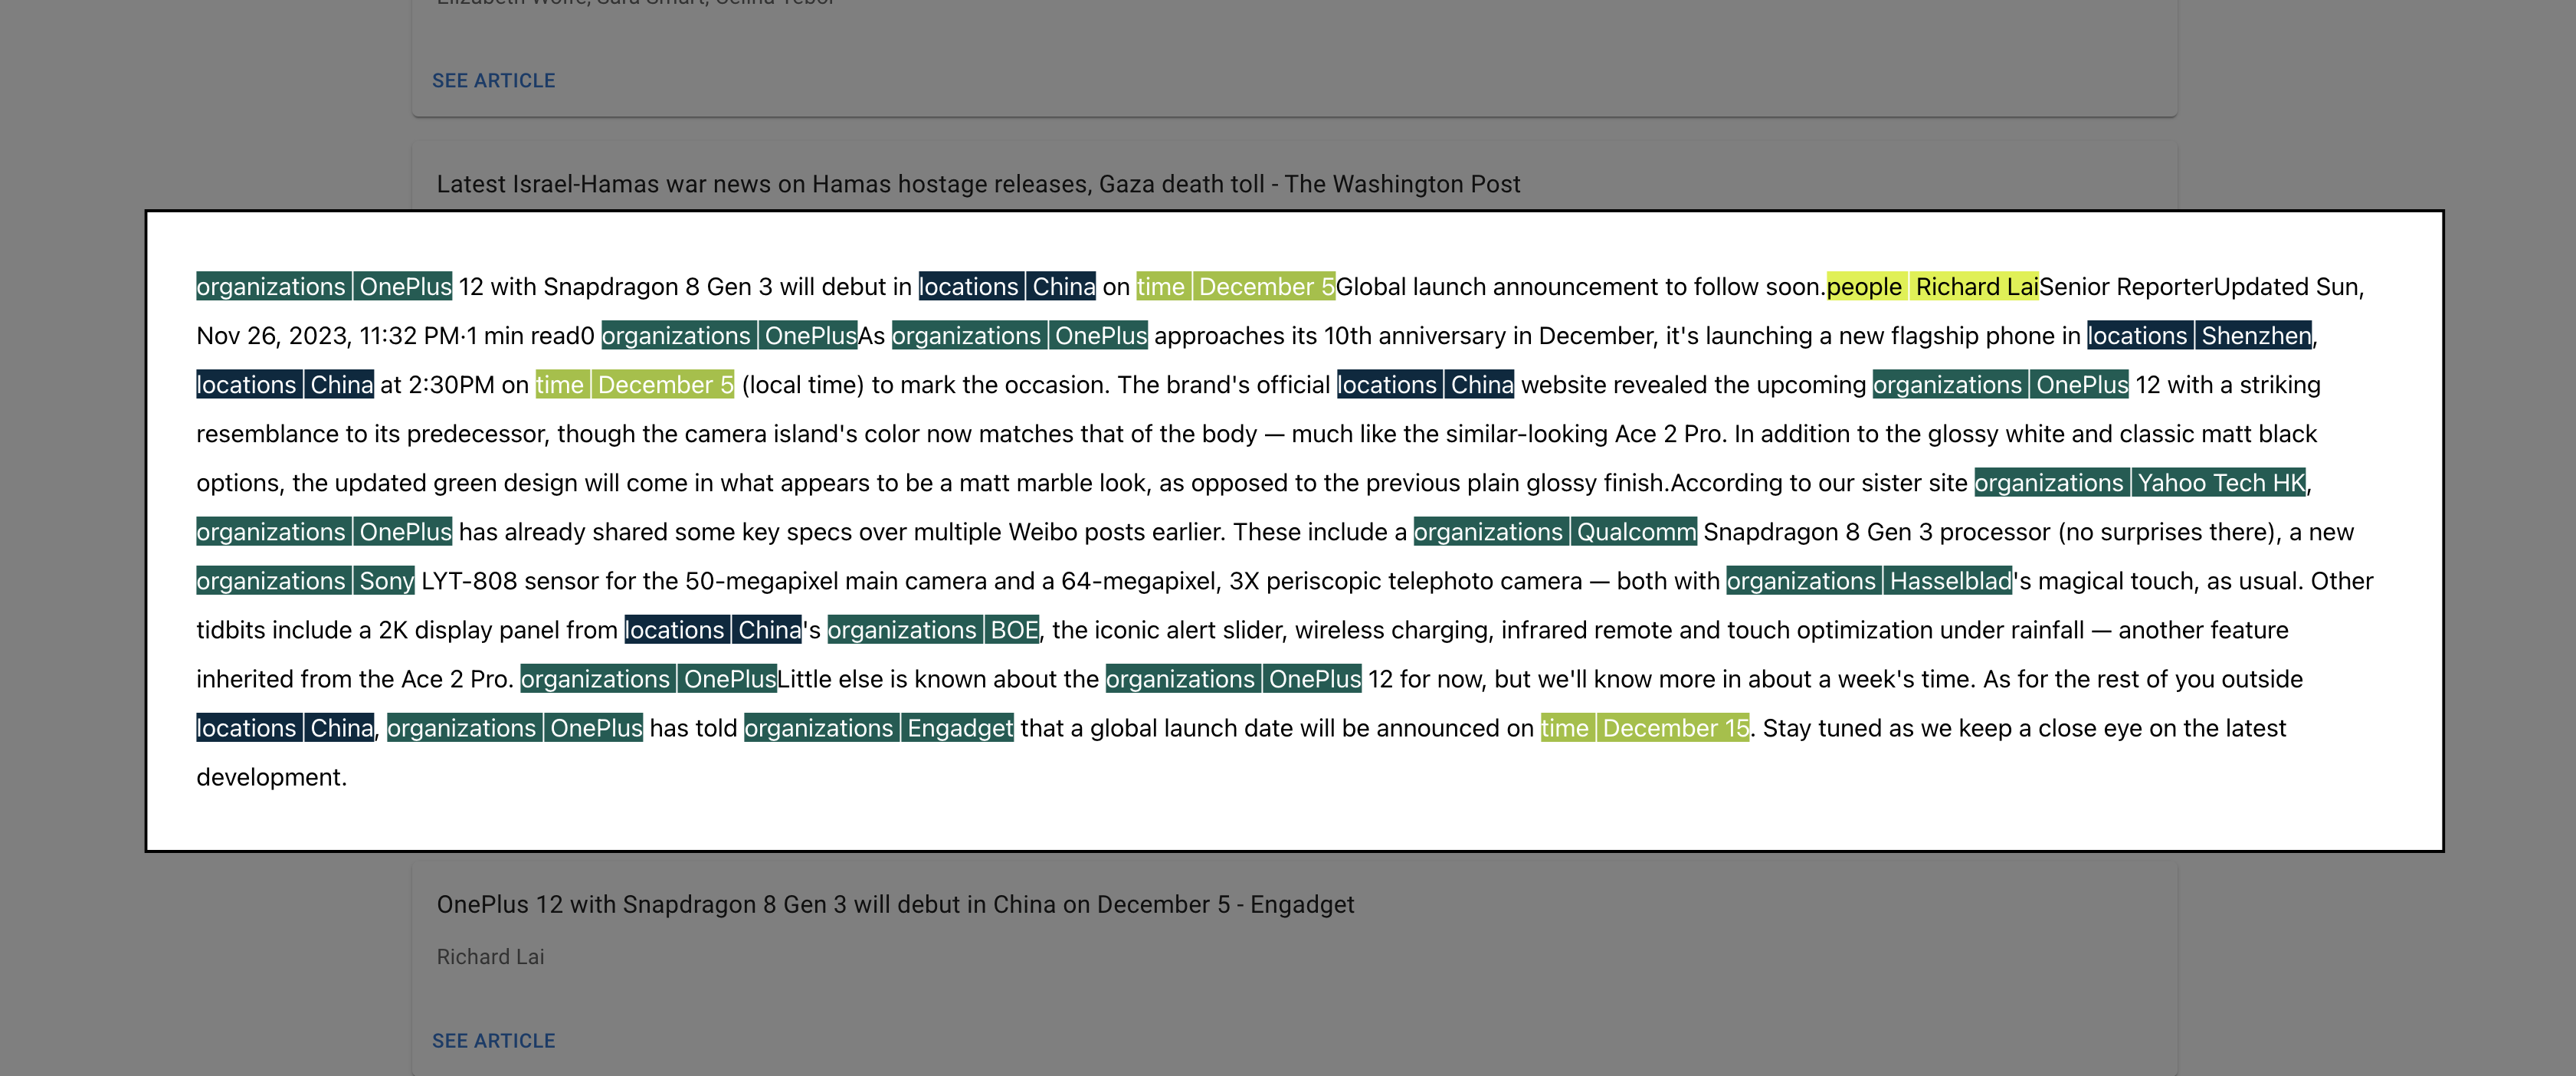 Elizabeth Wolfe, Sara Smart, Celina Tebor
SEE ARTICLE
Latest Israel-Hamas war news on Hamas hostage releases, Gaza death toll - The Washington Post
organizations OnePlus 12 with Snapdragon 8 Gen 3 will debut in locations China on time December 5Global launch announcement to follow soon.people Richard LaiSenior ReporterUpdated Sun,
Nov 26, 2023, 11:32 PM·1 min read0 organizations OnePlusAs organizations OnePlus approaches its 10th anniversary in December, it's launching a new flagship phone in locations Shenzhen,
locations China at 2:30PM on time December 5 (local time) to mark the occasion. The brand's official locations China website revealed the upcoming organizations OnePlus 12 with a striking
resemblance to its predecessor, though the camera island's color now matches that of the body — much like the similar-looking Ace 2 Pro. In addition to the glossy white and classic matt black
options, the updated green design will come in what appears to be a matt marble look, as opposed to the previous plain glossy finish.According to our sister site organizations Yahoo Tech HK,
organizations OnePlus has already shared some key specs over multiple Weibo posts earlier. These include a organizations Qualcomm Snapdragon 8 Gen 3 processor (no surprises there), a new
organizations Sony LYT-808 sensor for the 50-megapixel main camera and a 64-megapixel, 3X periscopic telephoto camera — both with organizations Hasselblad's magical touch, as usual. Other
tidbits include a 2K display panel from locations China's organizations BOE, the iconic alert slider, wireless charging, infrared remote and touch optimization under rainfall — another feature
inherited from the Ace 2 Pro. organizations OnePlusLittle else is known about the organizations OnePlus 12 for now, but we'll know more in about a week's time. As for the rest of you outside
locations China, organizations OnePlus has told organizations Engadget that a global launch date will be announced on time December 15. Stay tuned as we keep a close eye on the latest
development.
OnePlus 12 with Snapdragon 8 Gen 3 will debut in China on December 5 - Engadget
Richard Lai
SEE ARTICLE